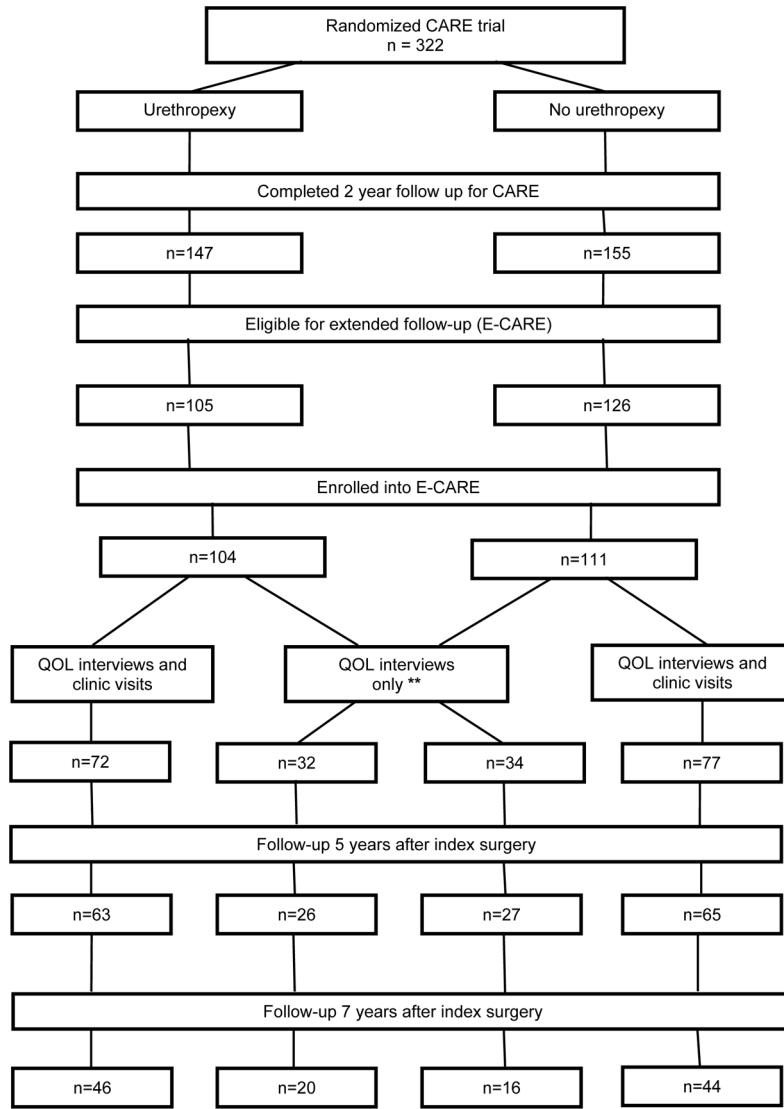 Randomized CARE trial
n = 322
Urethropexy
No urethropexy
Completed 2 year follow up for CARE
n=147
n=155
Eligible for extended follow-up (E-CARE)
n=105
n=126
Enrolled into E-CARE
n=104
n=111
QOL interviews and
clinic visits
QOL interviews
only **
QOL interviews and
clinic visits
n=72
n=32
n=34
n=77
Follow-up 5 years after index surgery
n=63
n=26
n=27
n=65
Follow-up 7 years after index surgery
n=46
n=20
n=16
n=44